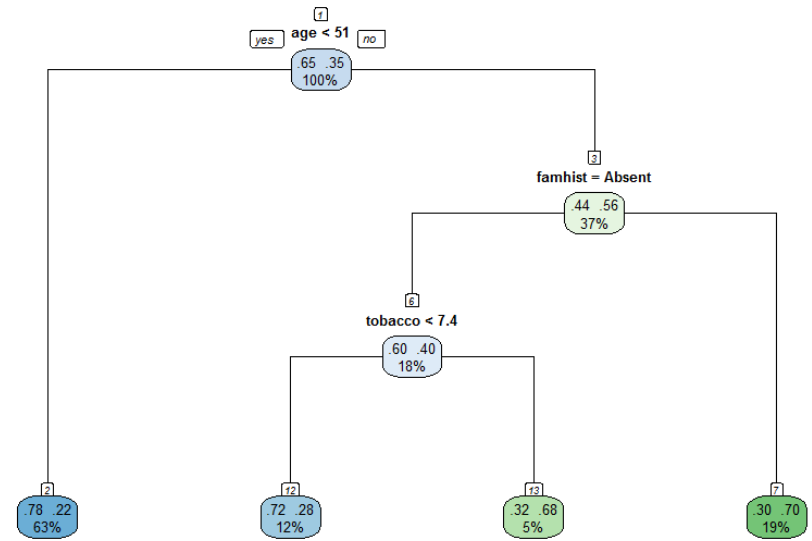 1
yes age < 51 no
.65 .35
100%
3
famhist = Absent
.44 .56
37%
6
tobacco < 7.4
.60 .40
18%
2 12 13 7
.78 .22 .72 .28 .32 .68 .30 .70
63% 12% 5% 19%